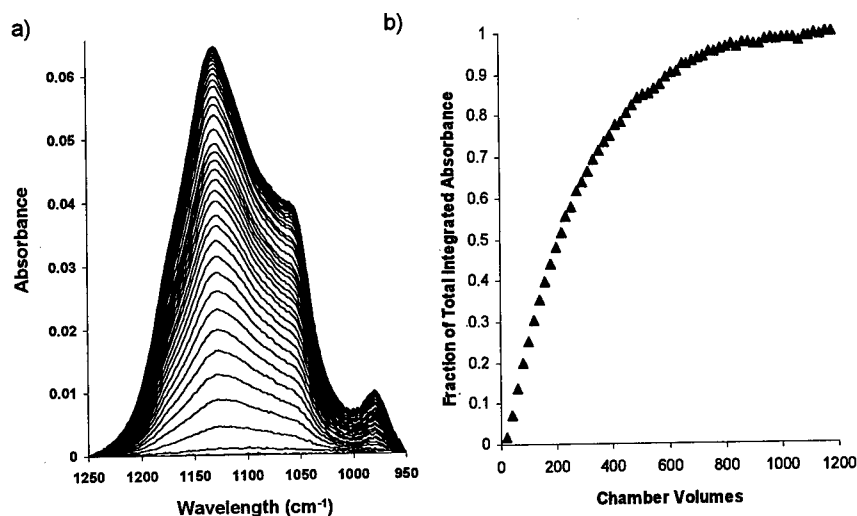 a)
Absorbance
0.06
0.05
0.04
0.03
0.02
0.01
0
1250 1200 1150 1100 1050 1000 950
Wavelength (cm-1)
b)
Fraction of Total Integrated Absorbance
1
0.9
0.8
0.7
0.6
0.5
0.4
0.3
0.2
0.1
0
0 200 400 600 800 1000 1200
Chamber Volumes